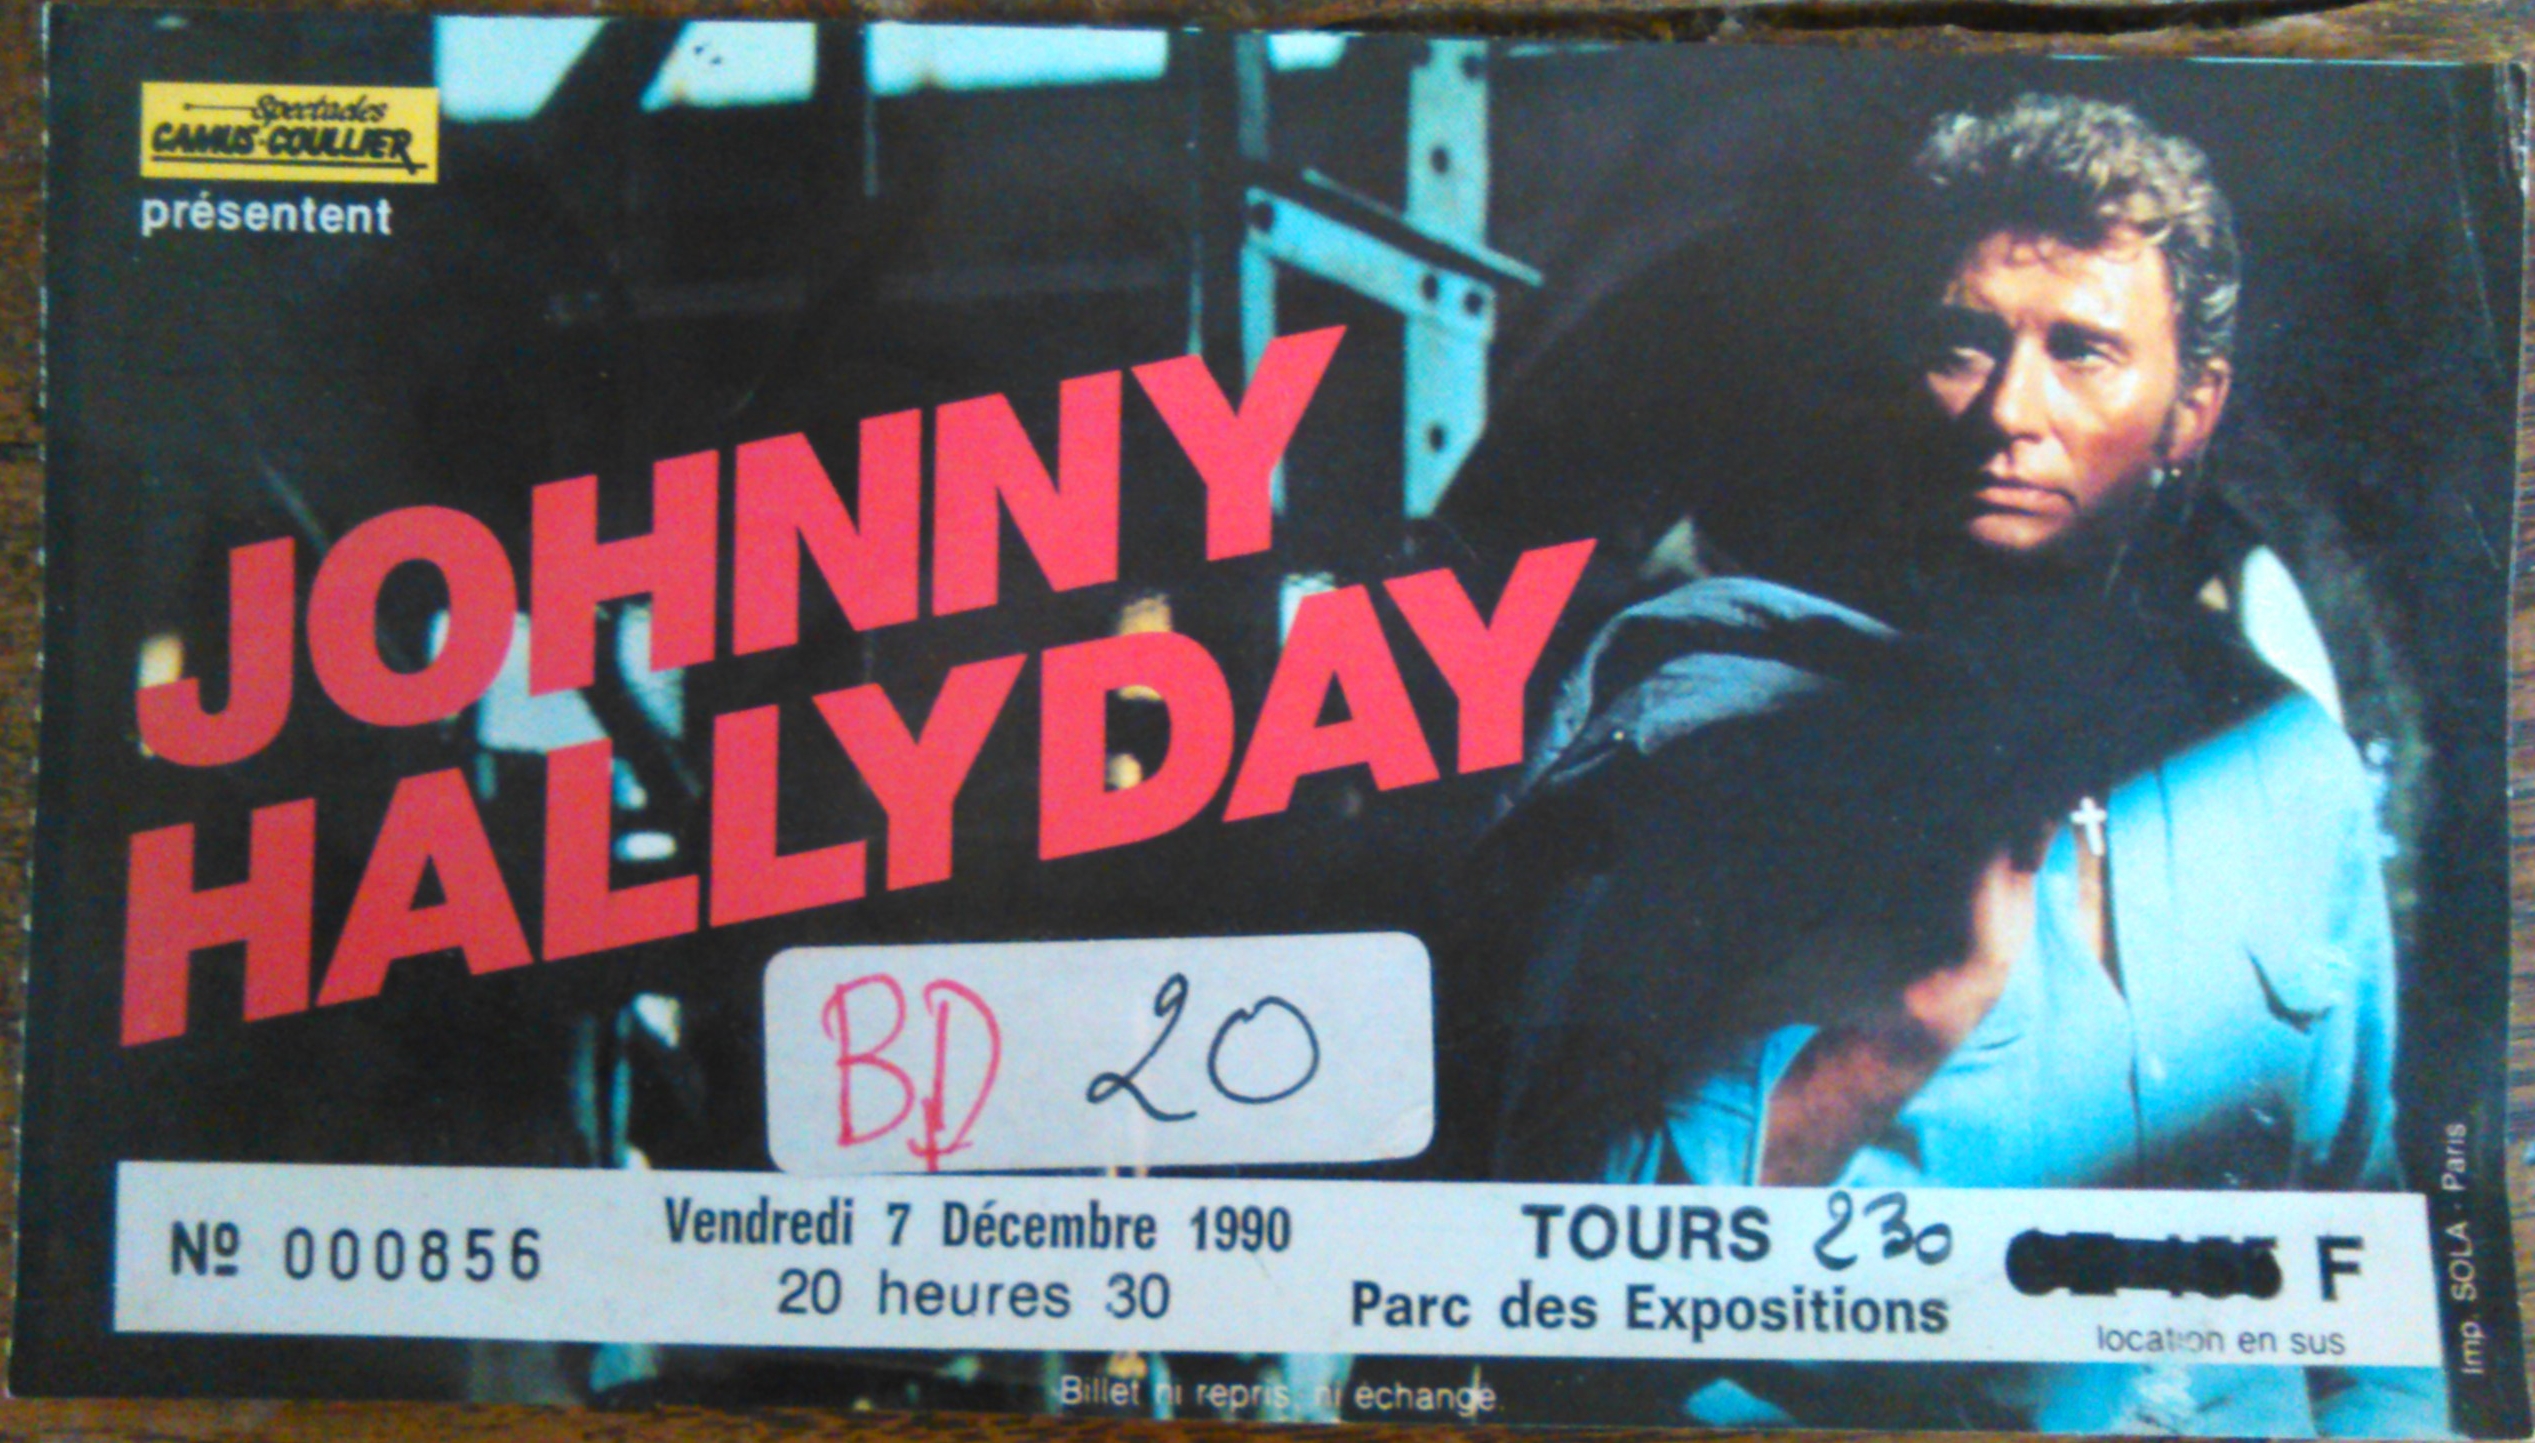 Spectacles
CAMUS-COULLIER
présentent
JOHNNY
HALLYDAY
BD 20
Nº 000856
Vendredi 7 Décembre 1990
20 heures 30
TOURS 230 F
Parc des Expositions
location en sus
Billet ni repris, ni échangé.
Imp. SOLA - Paris